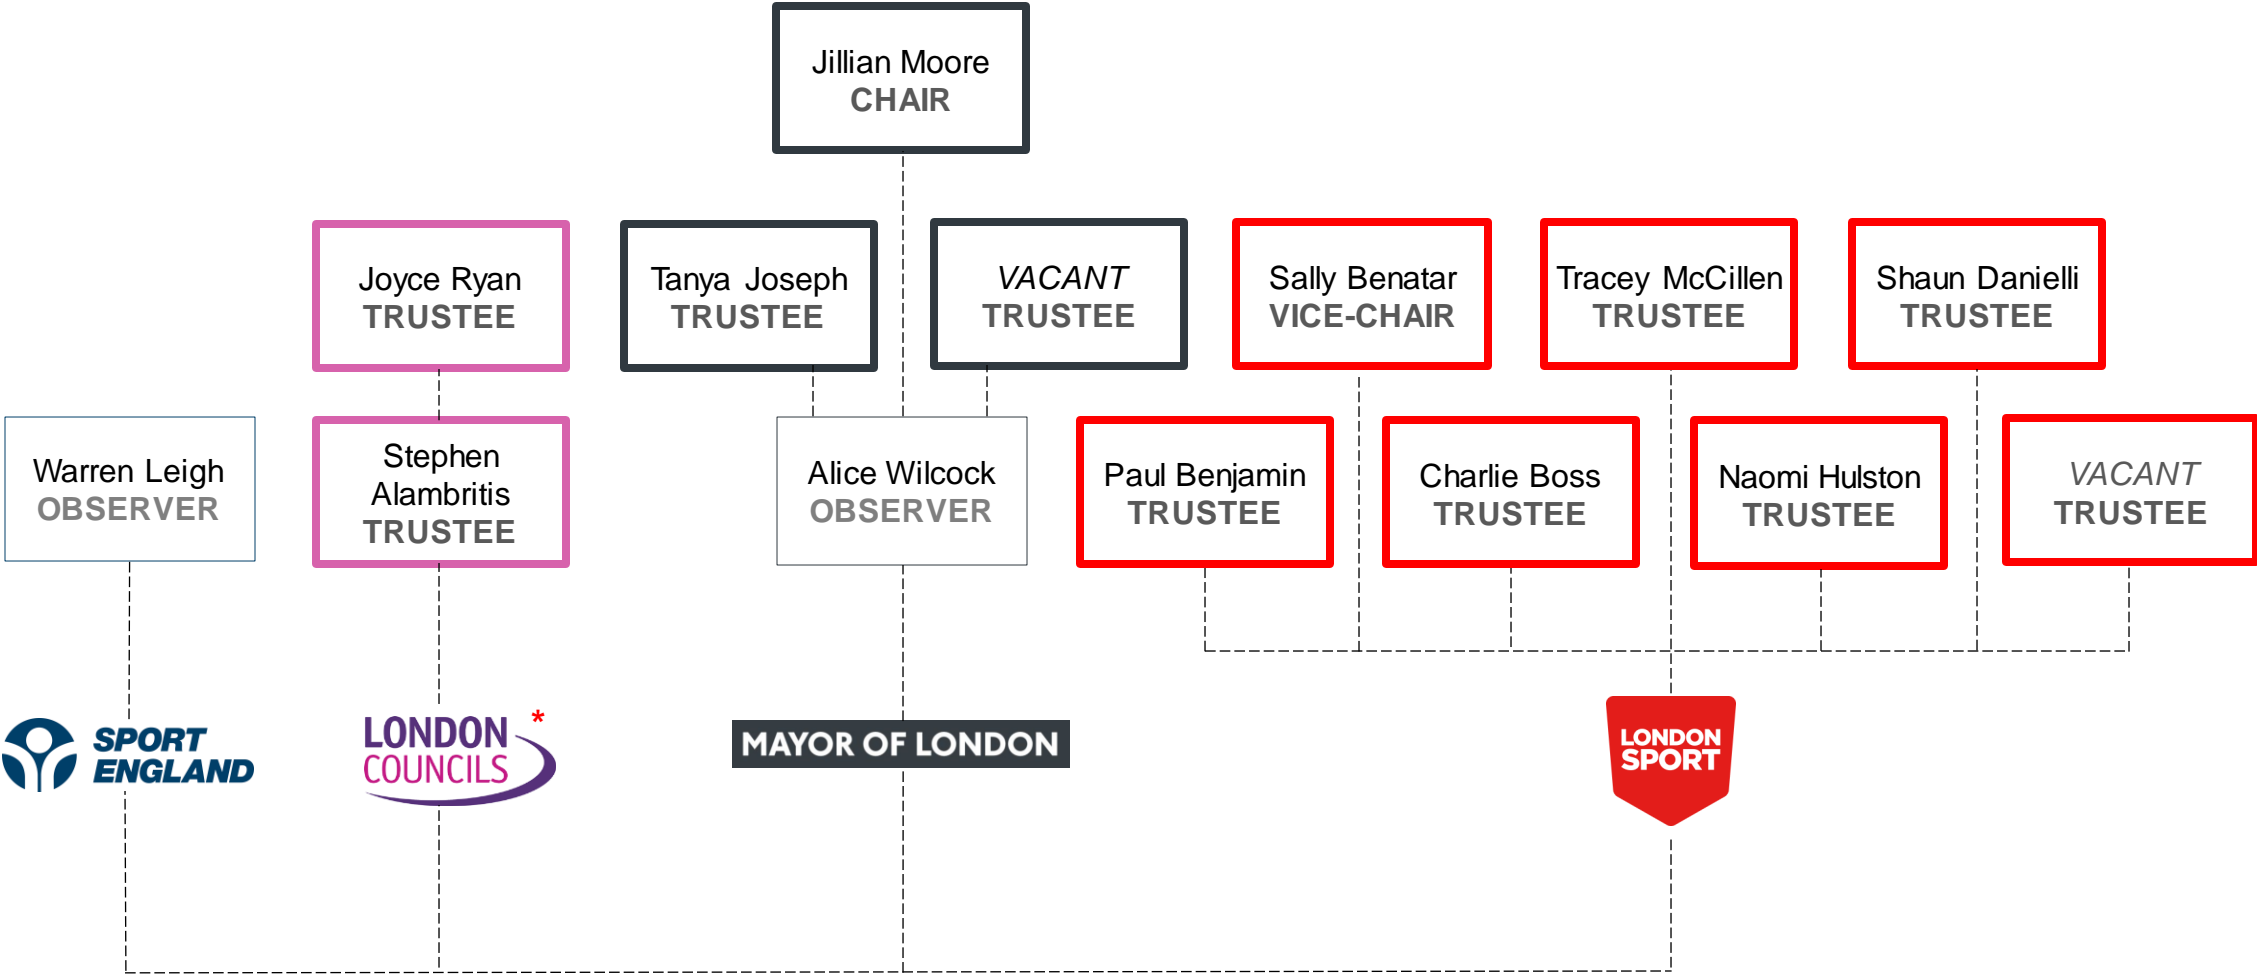 Jillian Moore
CHAIR
Joyce Ryan
TRUSTEE
Tanya Joseph
TRUSTEE
VACANT
TRUSTEE
Sally Benatar
VICE-CHAIR
Tracey McCillen
TRUSTEE
Shaun Danielli
TRUSTEE
Warren Leigh
OBSERVER
Stephen
Alambritis
TRUSTEE
Alice Wilcock
OBSERVER
Paul Benjamin
TRUSTEE
Charlie Boss
TRUSTEE
Naomi Hulston
TRUSTEE
VACANT
TRUSTEE
SPORT
ENGLAND
LONDON *
COUNCILS
MAYOR OF LONDON
LONDON
SPORT